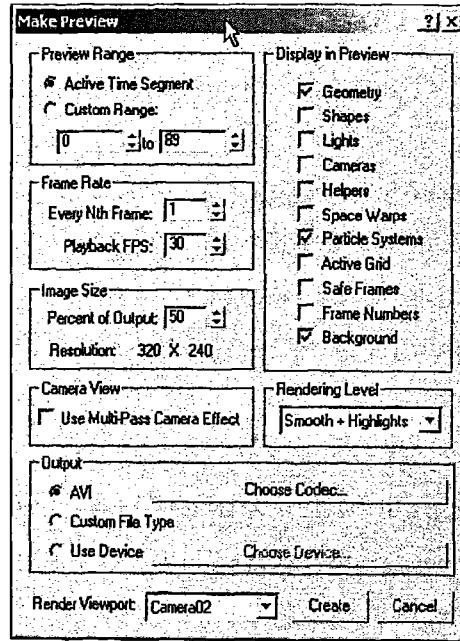 Make Preview
Preview Range
Active Time Segment
Custom Range:
0 to 89
Frame Rate
Every Nth Frame: 1
Playback FPS: 30
Image Size
Percent of Output: 50
Resolution: 320 X 240
Camera View
Use Multi-Pass Camera Effect
Display in Preview
Geometry
Shapes
Lights
Cameras
Helpers
Space Warps
Particle Systems
Active Grid
Safe Frames
Frame Numbers
Background
Rendering Level
Smooth + Highlights
Output
AVI Choose Codec...
Custom File Type
Use Device Choose Device...
Render Viewport: Camera02 Create Cancel